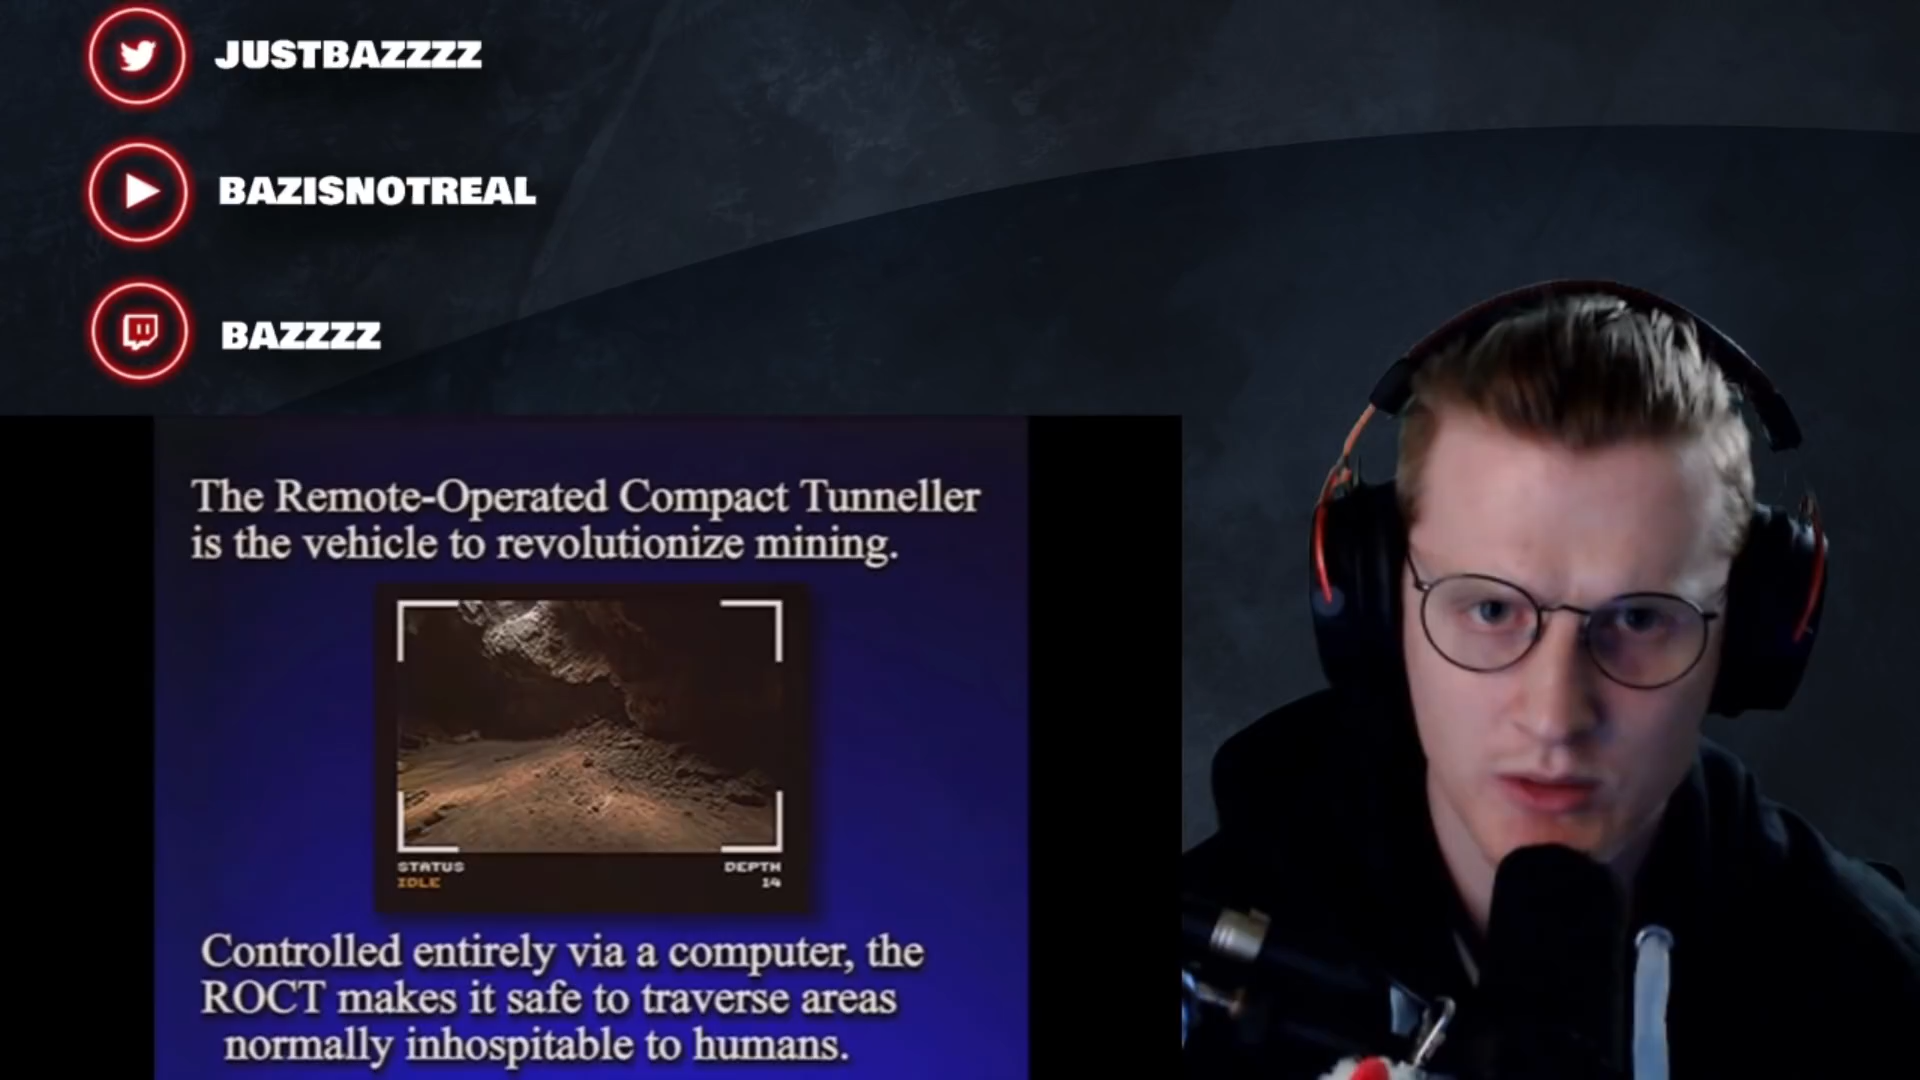 JUSTBAZZZZ
BAZISNOTREAL
BAZZZZ
The Remote-Operated Compact Tunneller
is the vehicle to revolutionize mining.
STATUS
IDLE
DEPTH
14
Controlled entirely via a computer, the
ROCT makes it safe to traverse areas
normally inhospitable to humans.